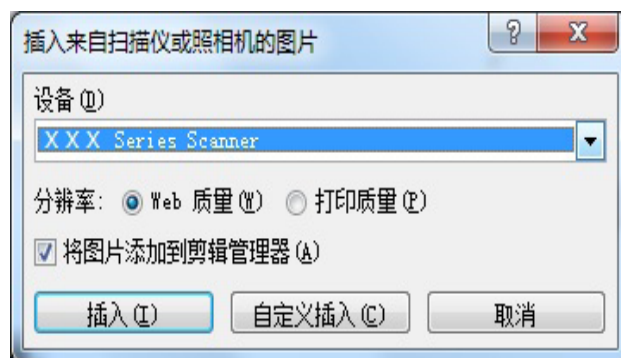 插入来自扫描仪或照相机的图片
设备(D)
XXX Series Scanner
分辨率: Web 质量(W) 打印质量(P)
将图片添加到剪辑管理器(A)
插入(I) 自定义插入(C) 取消